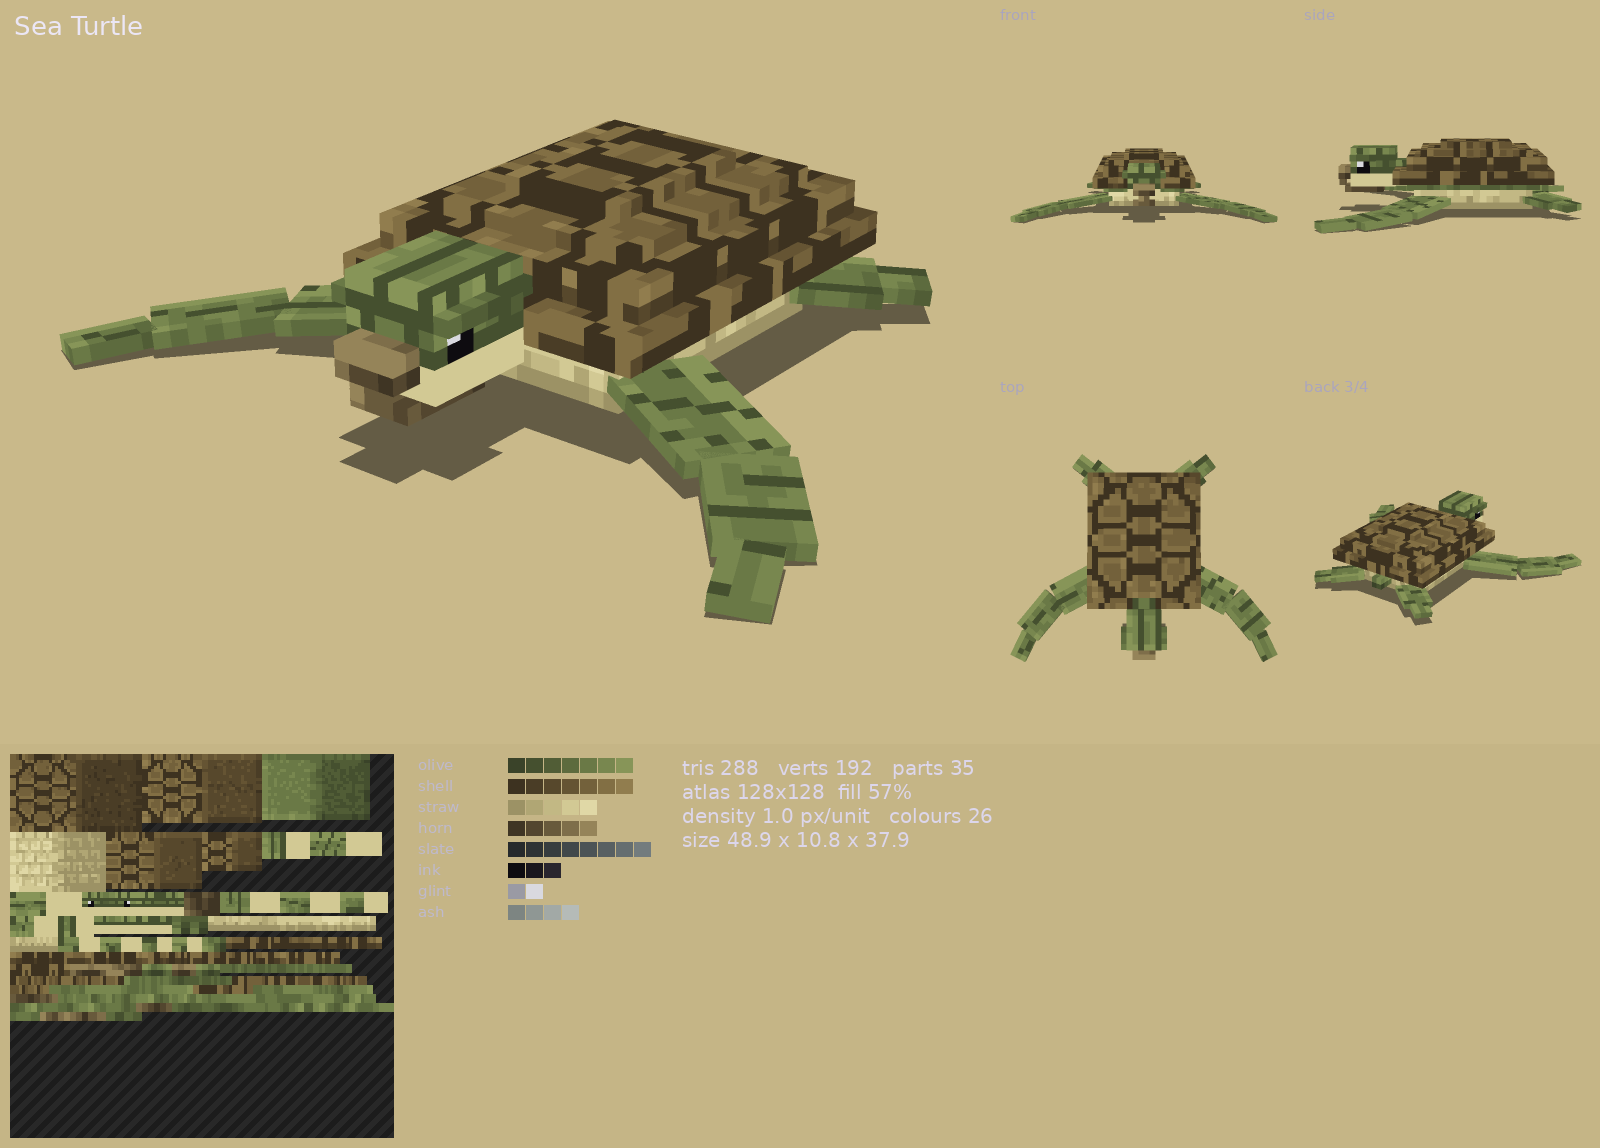 Sea Turtle
front
side
top
back 3/4
olive
shell
straw
horn
slate
ink
glint
ash
tris 288 verts 192 parts 35
atlas 128x128 fill 57%
density 1.0 px/unit colours 26
size 48.9 x 10.8 x 37.9